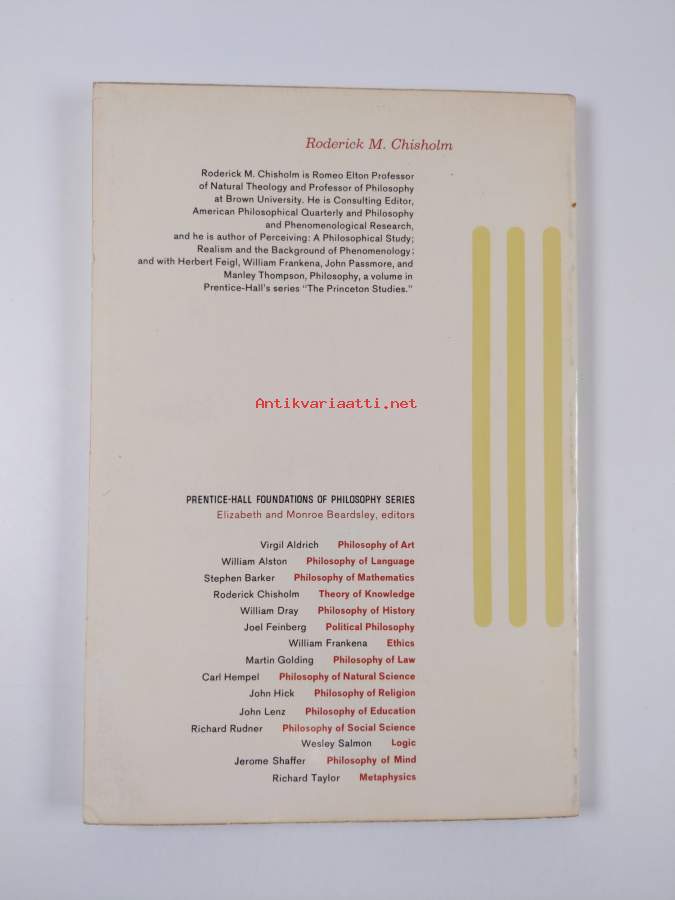 Roderick M. Chisholm
Roderick M. Chisholm is Romeo Elton Professor
of Natural Theology and Professor of Philosophy
at Brown University. He is Consulting Editor,
American Philosophical Quarterly and Philosophy
and Phenomenological Research,
and he is author of Perceiving: A Philosophical Study;
Realism and the Background of Phenomenology;
and with Herbert Feigl, William Frankena, John Passmore, and
Manley Thompson, Philosophy, a volume in
Prentice-Hall's series "The Princeton Studies."
Antikvariaatti.net
PRENTICE-HALL FOUNDATIONS OF PHILOSOPHY SERIES
Elizabeth and Monroe Beardsley, editors
Virgil Aldrich Philosophy of Art
William Alston Philosophy of Language
Stephen Barker Philosophy of Mathematics
Roderick Chisholm Theory of Knowledge
William Dray Philosophy of History
Joel Feinberg Political Philosophy
William Frankena Ethics
Martin Golding Philosophy of Law
Carl Hempel Philosophy of Natural Science
John Hick Philosophy of Religion
John Lenz Philosophy of Education
Richard Rudner Philosophy of Social Science
Wesley Salmon Logic
Jerome Shaffer Philosophy of Mind
Richard Taylor Metaphysics